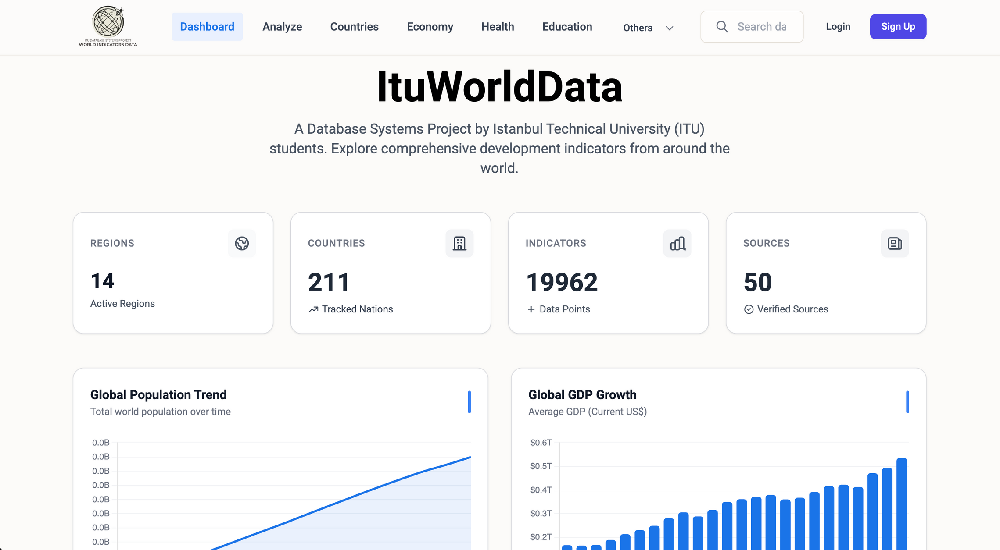 ITU DATABASE SYSTEMS PROJECT
WORLD INDICATORS DATA
Dashboard
Analyze
Countries
Economy
Health
Education
Others
Search da
Login
Sign Up
ItuWorldData
A Database Systems Project by Istanbul Technical University (ITU)
students. Explore comprehensive development indicators from around the
world.
REGIONS
14
Active Regions
COUNTRIES
211
Tracked Nations
INDICATORS
19962
Data Points
SOURCES
50
Verified Sources
Global Population Trend
Total world population over time
0.0B
0.0B
0.0B
0.0B
0.0B
0.0B
0.0B
0.0B
Global GDP Growth
Average GDP (Current US$)
$0.6T
$0.5T
$0.4T
$0.3T
$0.2T